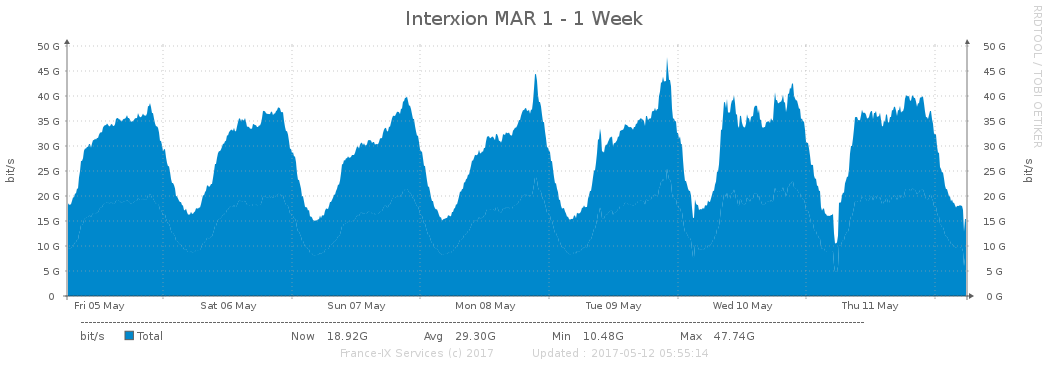 Interxion MAR 1 - 1 Week
RRDTOOL / TOBI OETIKER
50 G 50 G
45 G 45 G
40 G 40 G
35 G 35 G
30 G 30 G
25 G 25 G
20 G 20 G
15 G 15 G
10 G 10 G
5 G 5 G
0 0 G
bit/s bit/s
Fri 05 May Sat 06 May Sun 07 May Mon 08 May Tue 09 May Wed 10 May Thu 11 May
bit/s Total Now 18.92G Avg 29.30G Min 10.48G Max 47.74G
France-IX Services (c) 2017 Updated : 2017-05-12 05:55:14